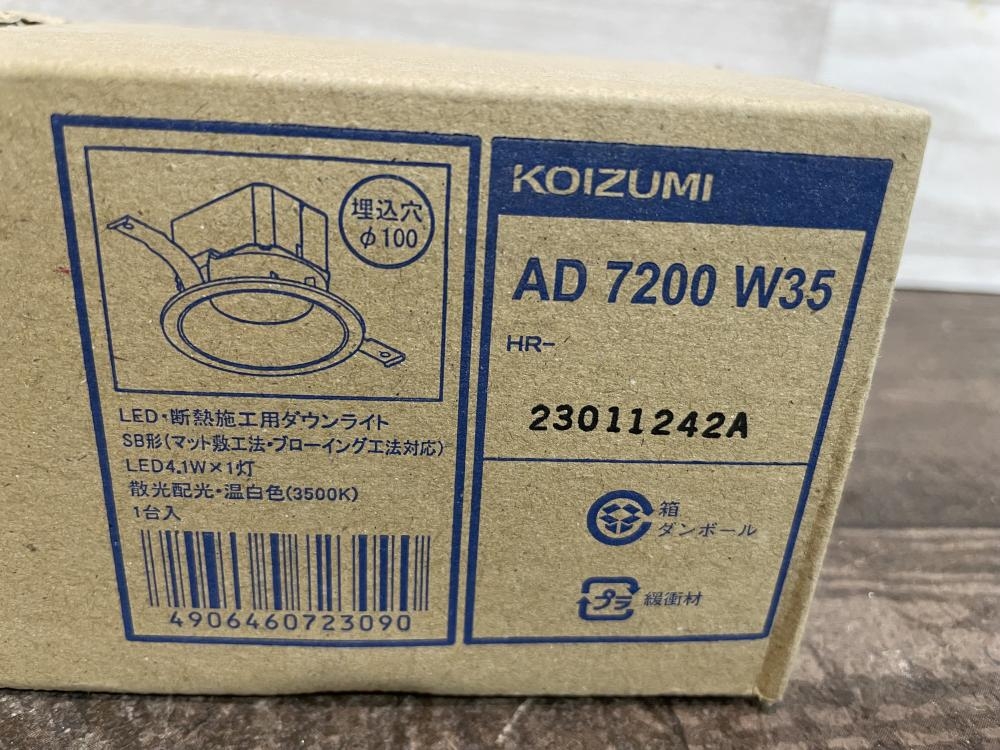 埋込穴
φ100
LED・断熱施工用ダウンライト
SB形(マット敷工法・ブローイング工法対応)
LED4.1W×1灯
散光配光・温白色(3500K)
1台入
4906460723090
KOIZUMI
AD 7200 W35
HR-
23011242A
箱
ダンボール
プラ
緩衝材